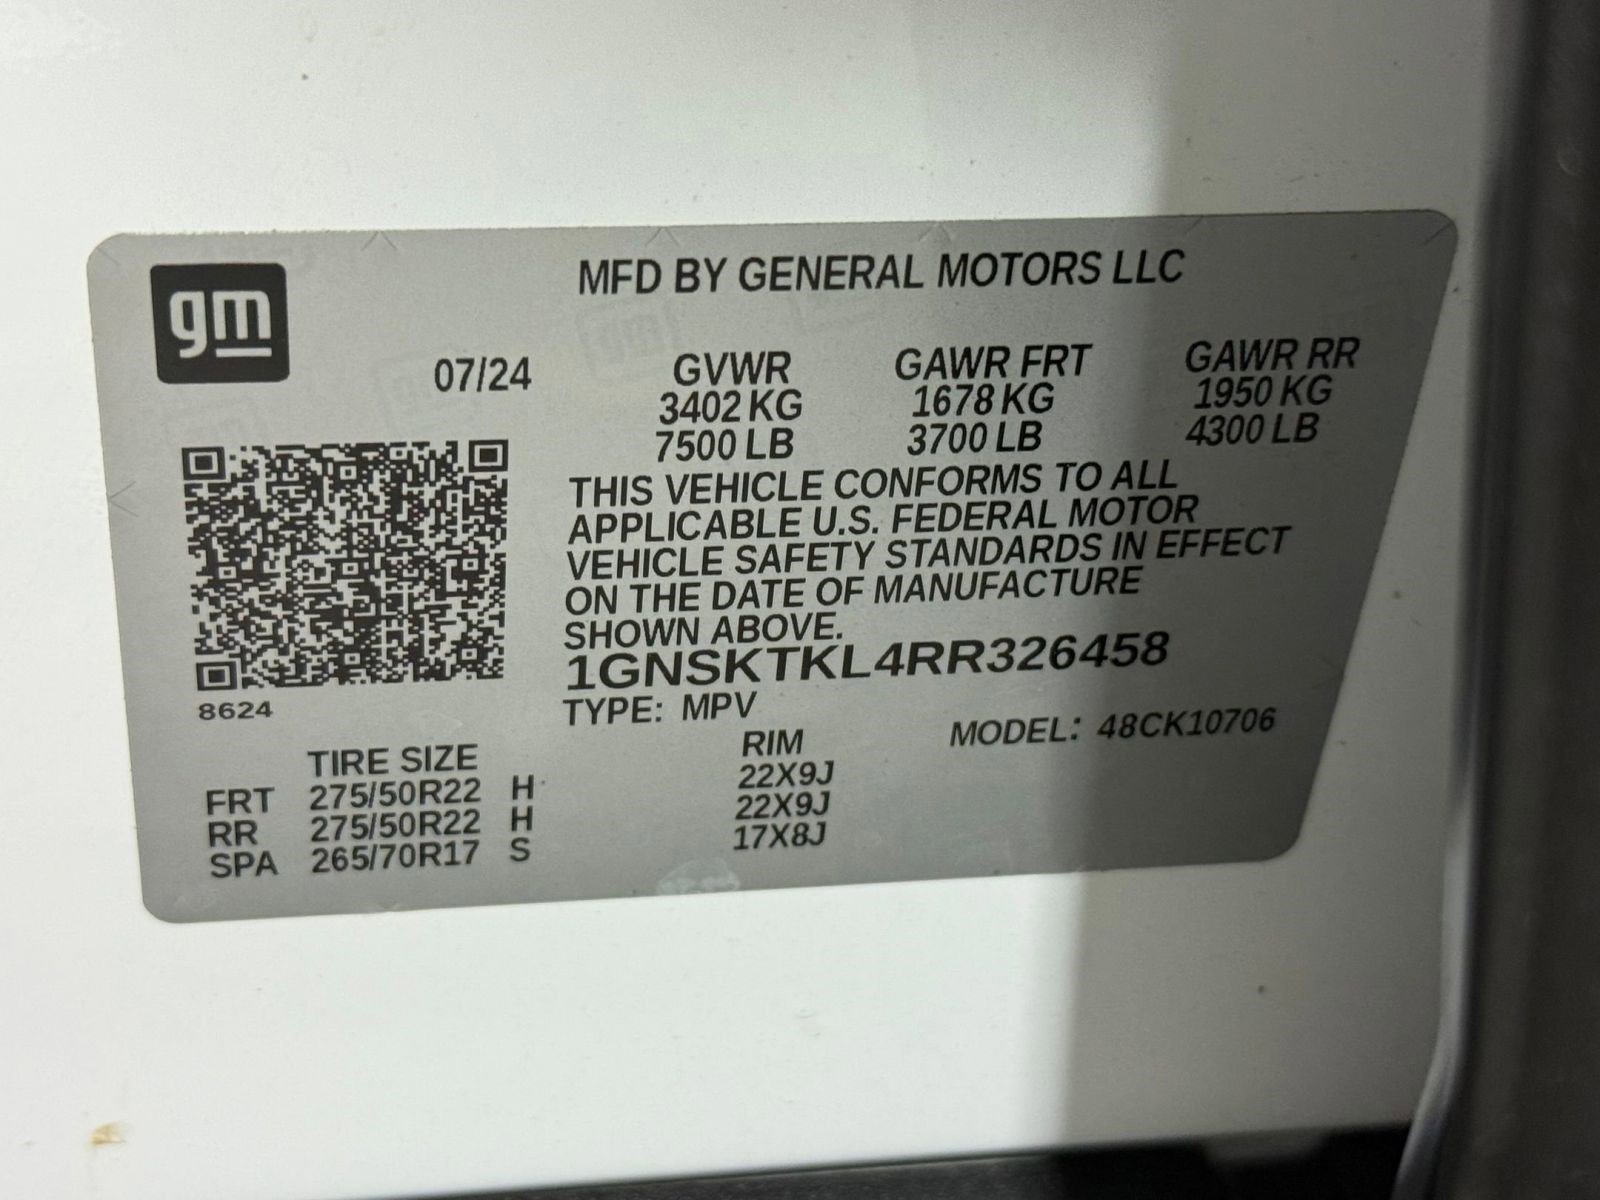 gm
MFD BY GENERAL MOTORS LLC
07/24
GVWR GAWR FRT GAWR RR
3402 KG 1678 KG 1950 KG
7500 LB 3700 LB 4300 LB
THIS VEHICLE CONFORMS TO ALL
APPLICABLE U.S. FEDERAL MOTOR
VEHICLE SAFETY STANDARDS IN EFFECT
ON THE DATE OF MANUFACTURE
SHOWN ABOVE.
1GNSKTKL4RR326458
8624
TYPE: MPV
MODEL: 48CK10706
TIRE SIZE RIM
FRT 275/50R22 H 22X9J
RR 275/50R22 H 22X9J
SPA 265/70R17 S 17X8J